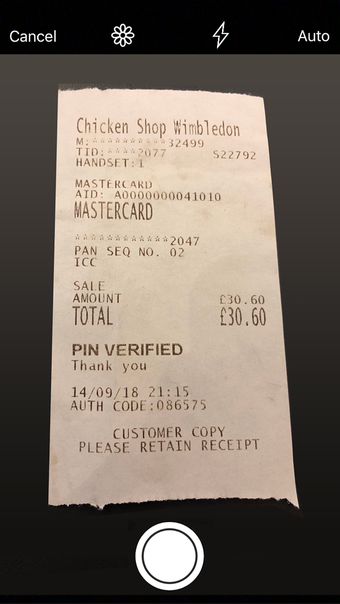 Cancel Auto
Chicken Shop Wimbledon
M:**********32499
TID:****2077 S22792
HANDSET:1
MASTERCARD
AID: A0000000041010
MASTERCARD
************2047
PAN SEQ NO. 02
ICC
SALE
AMOUNT £30.60
TOTAL £30.60
PIN VERIFIED
Thank you
14/09/18 21:15
AUTH CODE:086575
CUSTOMER COPY
PLEASE RETAIN RECEIPT